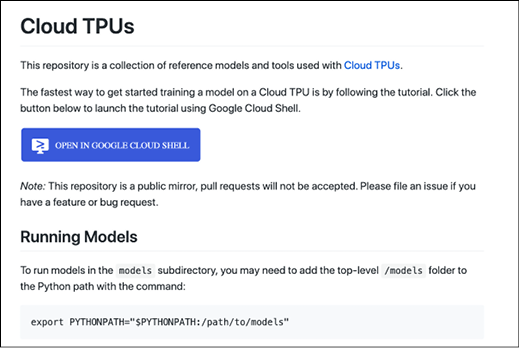 Cloud TPUs
This repository is a collection of reference models and tools used with Cloud TPUs.
The fastest way to get started training a model on a Cloud TPU is by following the tutorial. Click the
button below to launch the tutorial using Google Cloud Shell.
OPEN IN GOOGLE CLOUD SHELL
Note: This repository is a public mirror, pull requests will not be accepted. Please file an issue if you
have a feature or bug request.
Running Models
To run models in the models subdirectory, you may need to add the top-level /models folder to
the Python path with the command:
export PYTHONPATH="$PYTHONPATH:/path/to/models"